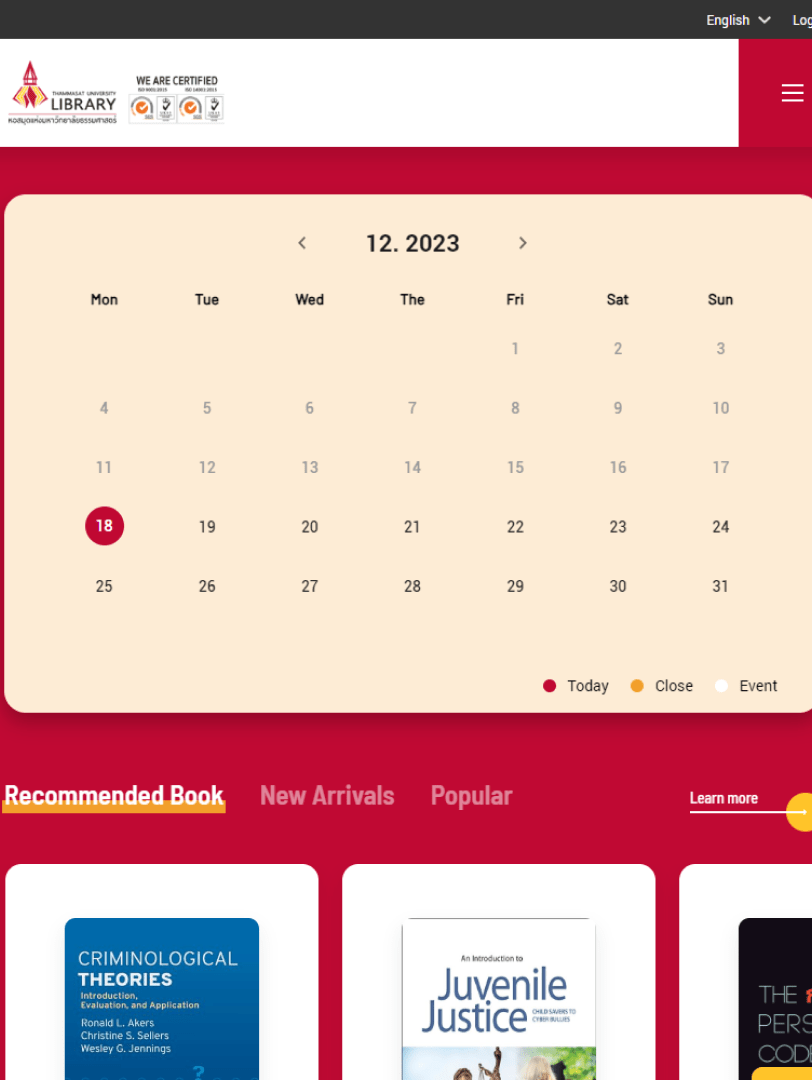 English
Log
THAMMASAT UNIVERSITY
LIBRARY
หอสมุดแห่งมหาวิทยาลัยธรรมศาสตร์
WE ARE CERTIFIED
ISO 9001:2015 ISO 14001:2015
12. 2023
Mon Tue Wed The Fri Sat Sun
1 2 3
4 5 6 7 8 9 10
11 12 13 14 15 16 17
18 19 20 21 22 23 24
25 26 27 28 29 30 31
Today Close Event
Recommended Book New Arrivals Popular Learn more
CRIMINOLOGICAL
THEORIES
Introduction,
Evaluation, and Application
Ronald L. Akers
Christine S. Sellers
Wesley G. Jennings
?
An Introduction to
Juvenile
Justice
CHILD SAVERS TO
CYBER BULLIES
THE
PERS
CODE